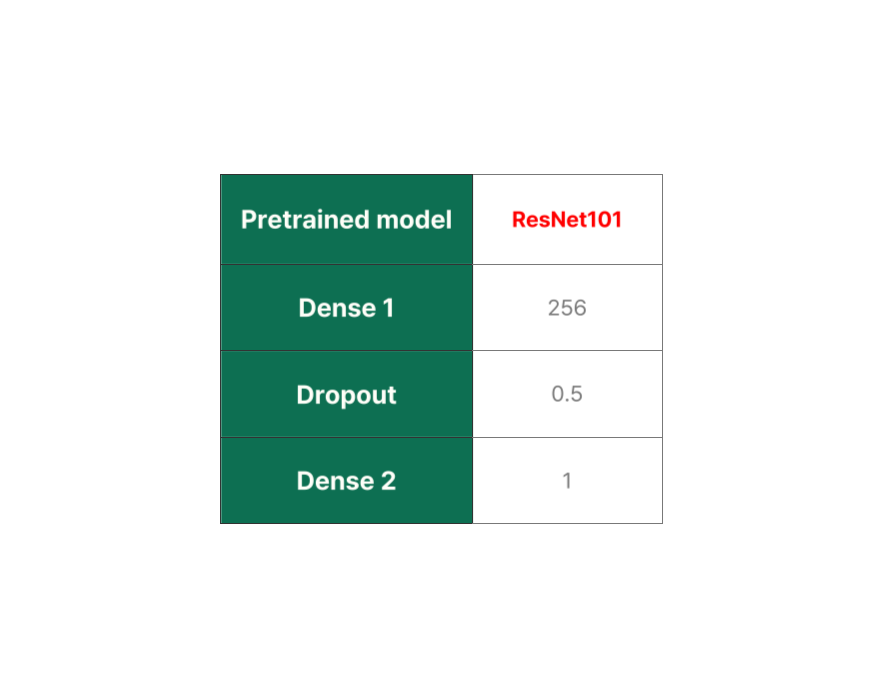 Pretrained model ResNet101
Dense 1 256
Dropout 0.5
Dense 2 1